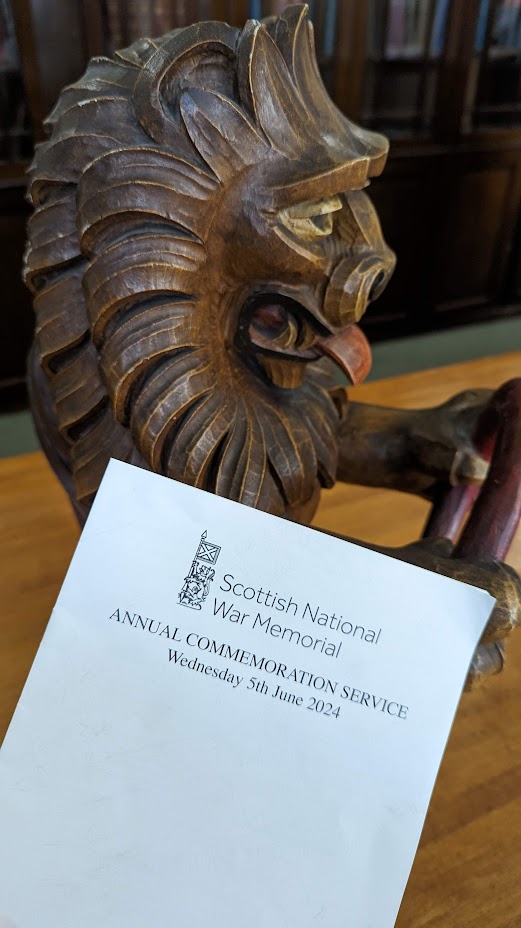 Scottish National
War Memorial
ANNUAL COMMEMORATION SERVICE
Wednesday 5th June 2024